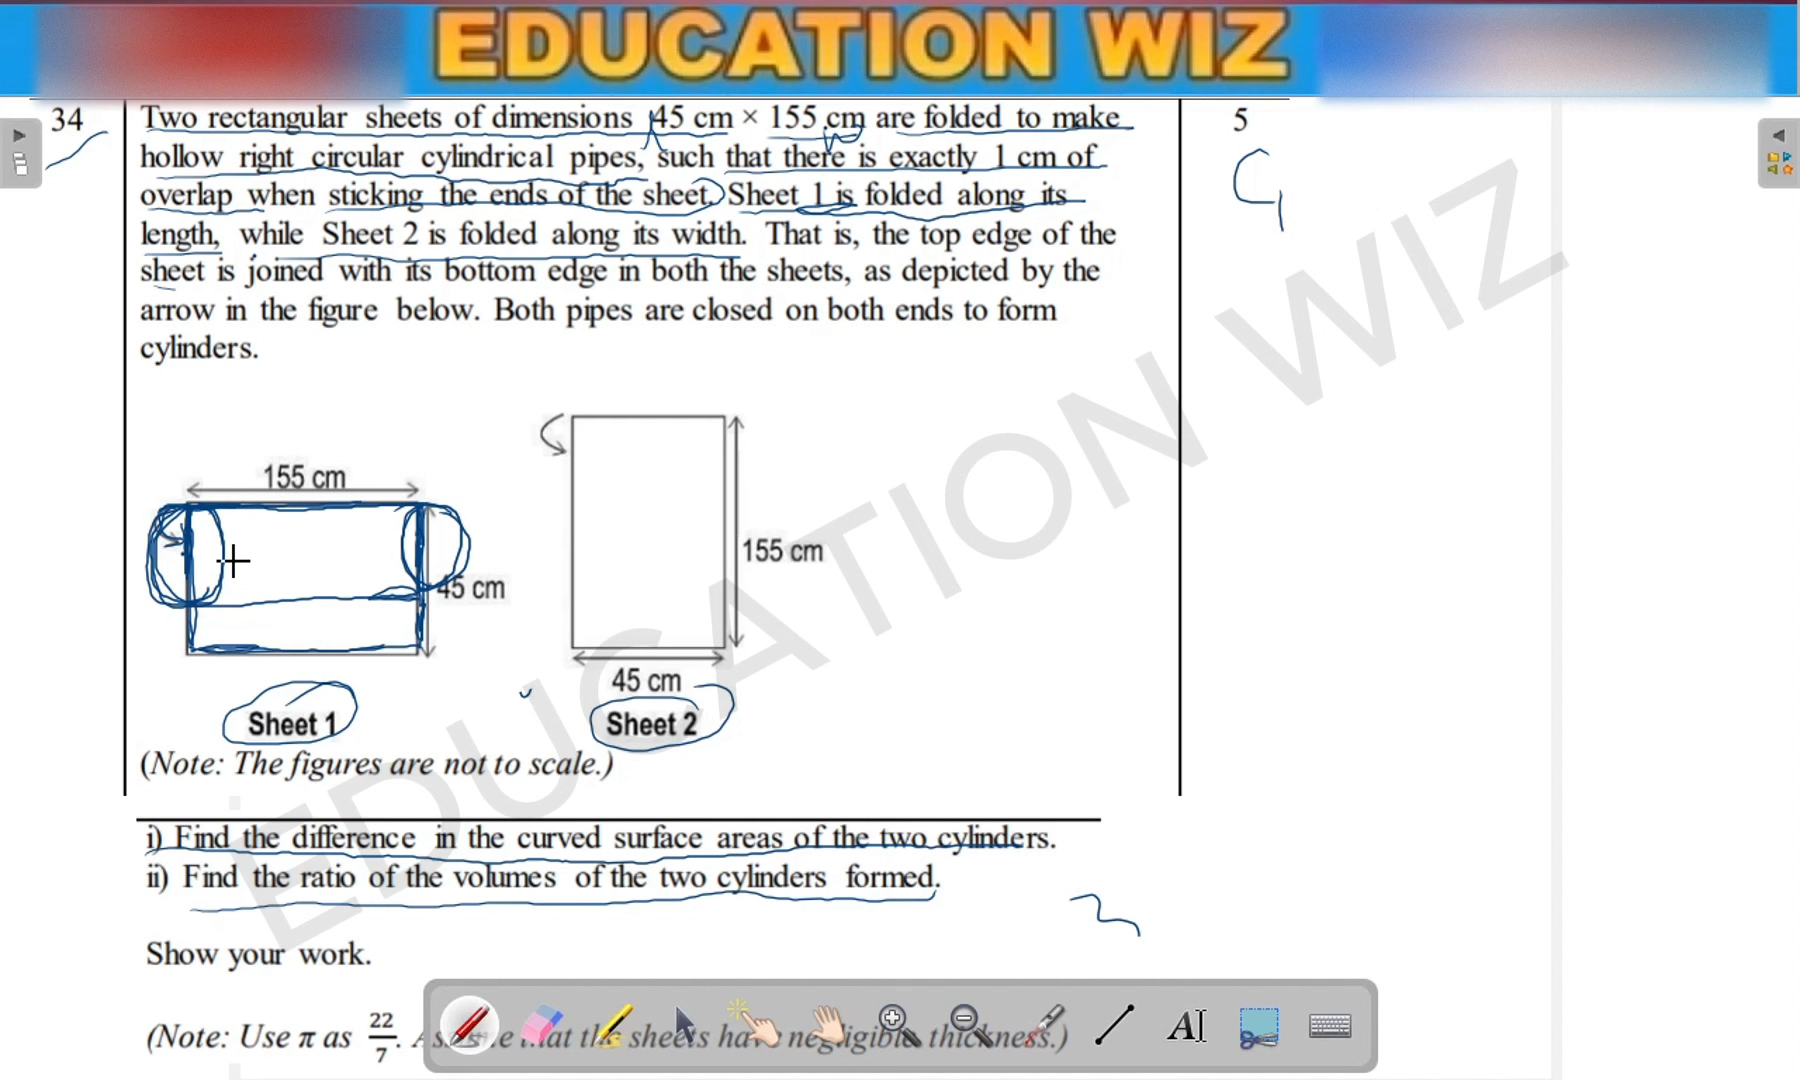 EDUCATION WIZ
34
Two rectangular sheets of dimensions 45 cm × 155 cm are folded to make
5
hollow right circular cylindrical pipes, such that there is exactly 1 cm of
overlap when sticking the ends of the sheet. Sheet 1 is folded along its
length, while Sheet 2 is folded along its width. That is, the top edge of the
sheet is joined with its bottom edge in both the sheets, as depicted by the
arrow in the figure below. Both pipes are closed on both ends to form
cylinders.
155 cm
45 cm
Sheet 1
155 cm
45 cm
Sheet 2
(Note: The figures are not to scale.)
i) Find the difference in the curved surface areas of the two cylinders.
ii) Find the ratio of the volumes of the two cylinders formed.
Show your work.
(Note: Use π as 22/7. the sheets have negligible thickness.)
EDUCATION WIZ